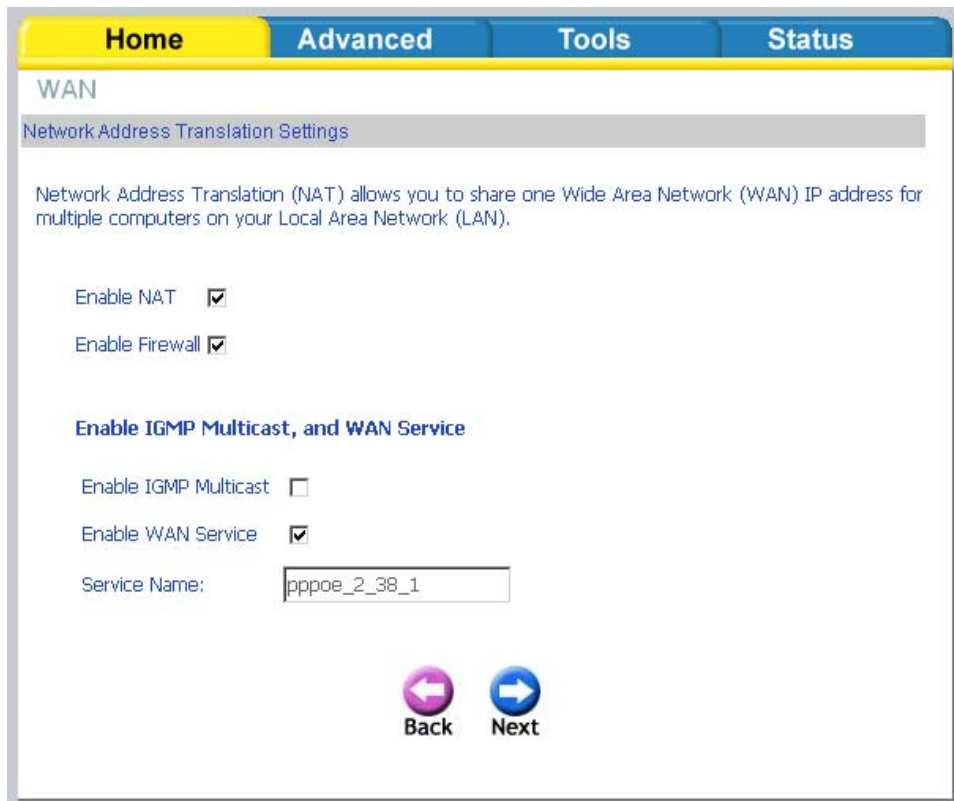 Home Advanced Tools Status
WAN
Network Address Translation Settings
Network Address Translation (NAT) allows you to share one Wide Area Network (WAN) IP address for
multiple computers on your Local Area Network (LAN).
Enable NAT
Enable Firewall
Enable IGMP Multicast, and WAN Service
Enable IGMP Multicast
Enable WAN Service
Service Name: pppoe_2_38_1
Back Next